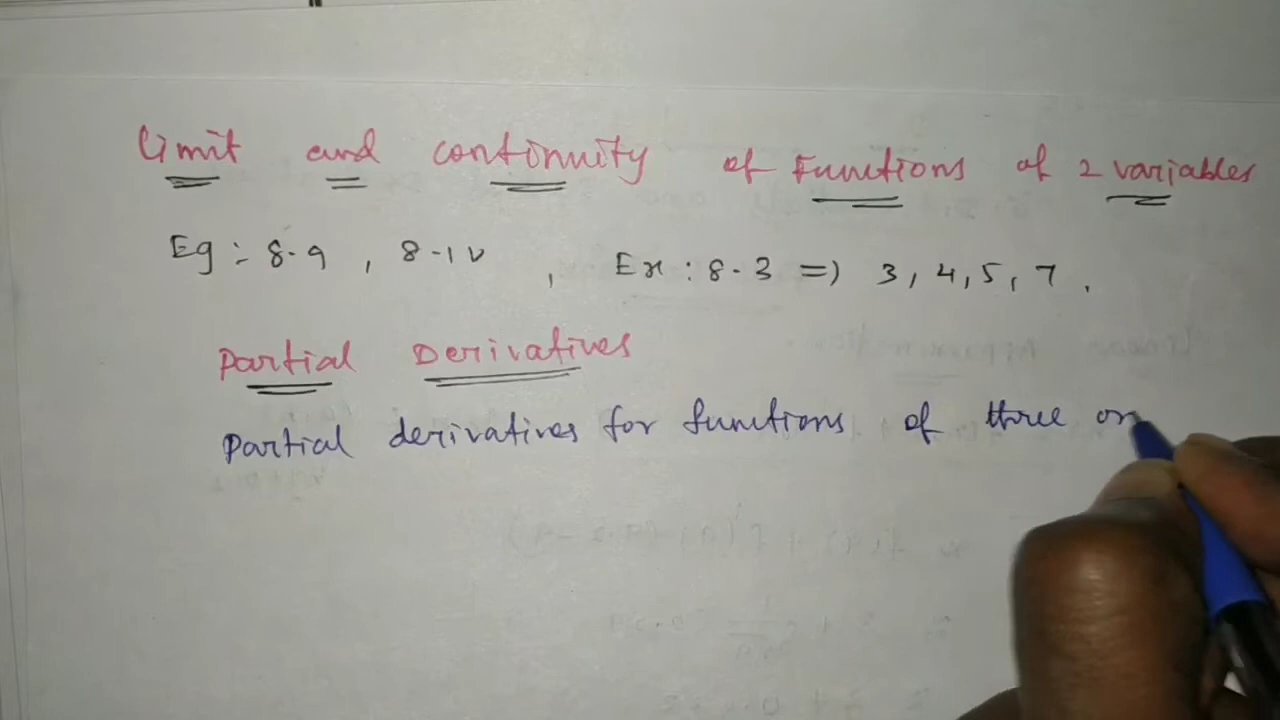 Limit and continuity of Functions of 2 variables
Eg :- 8.9 , 8.10 , Ex : 8.3 => 3, 4, 5, 7 .
Partial Derivatives
Partial derivatives for functions of three or